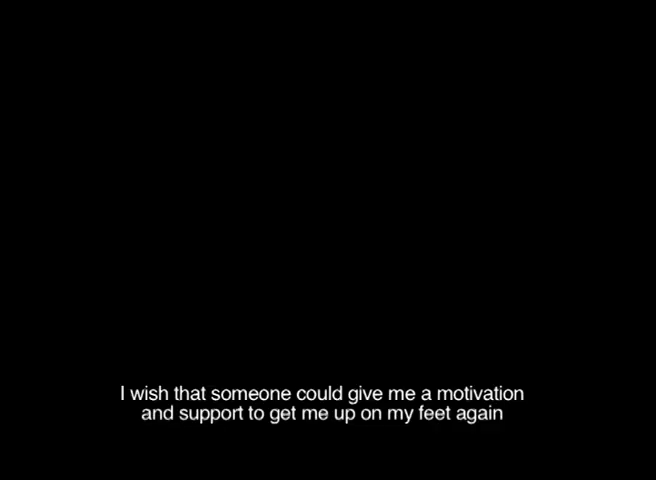 I wish that someone could give me a motivation
and support to get me up on my feet again